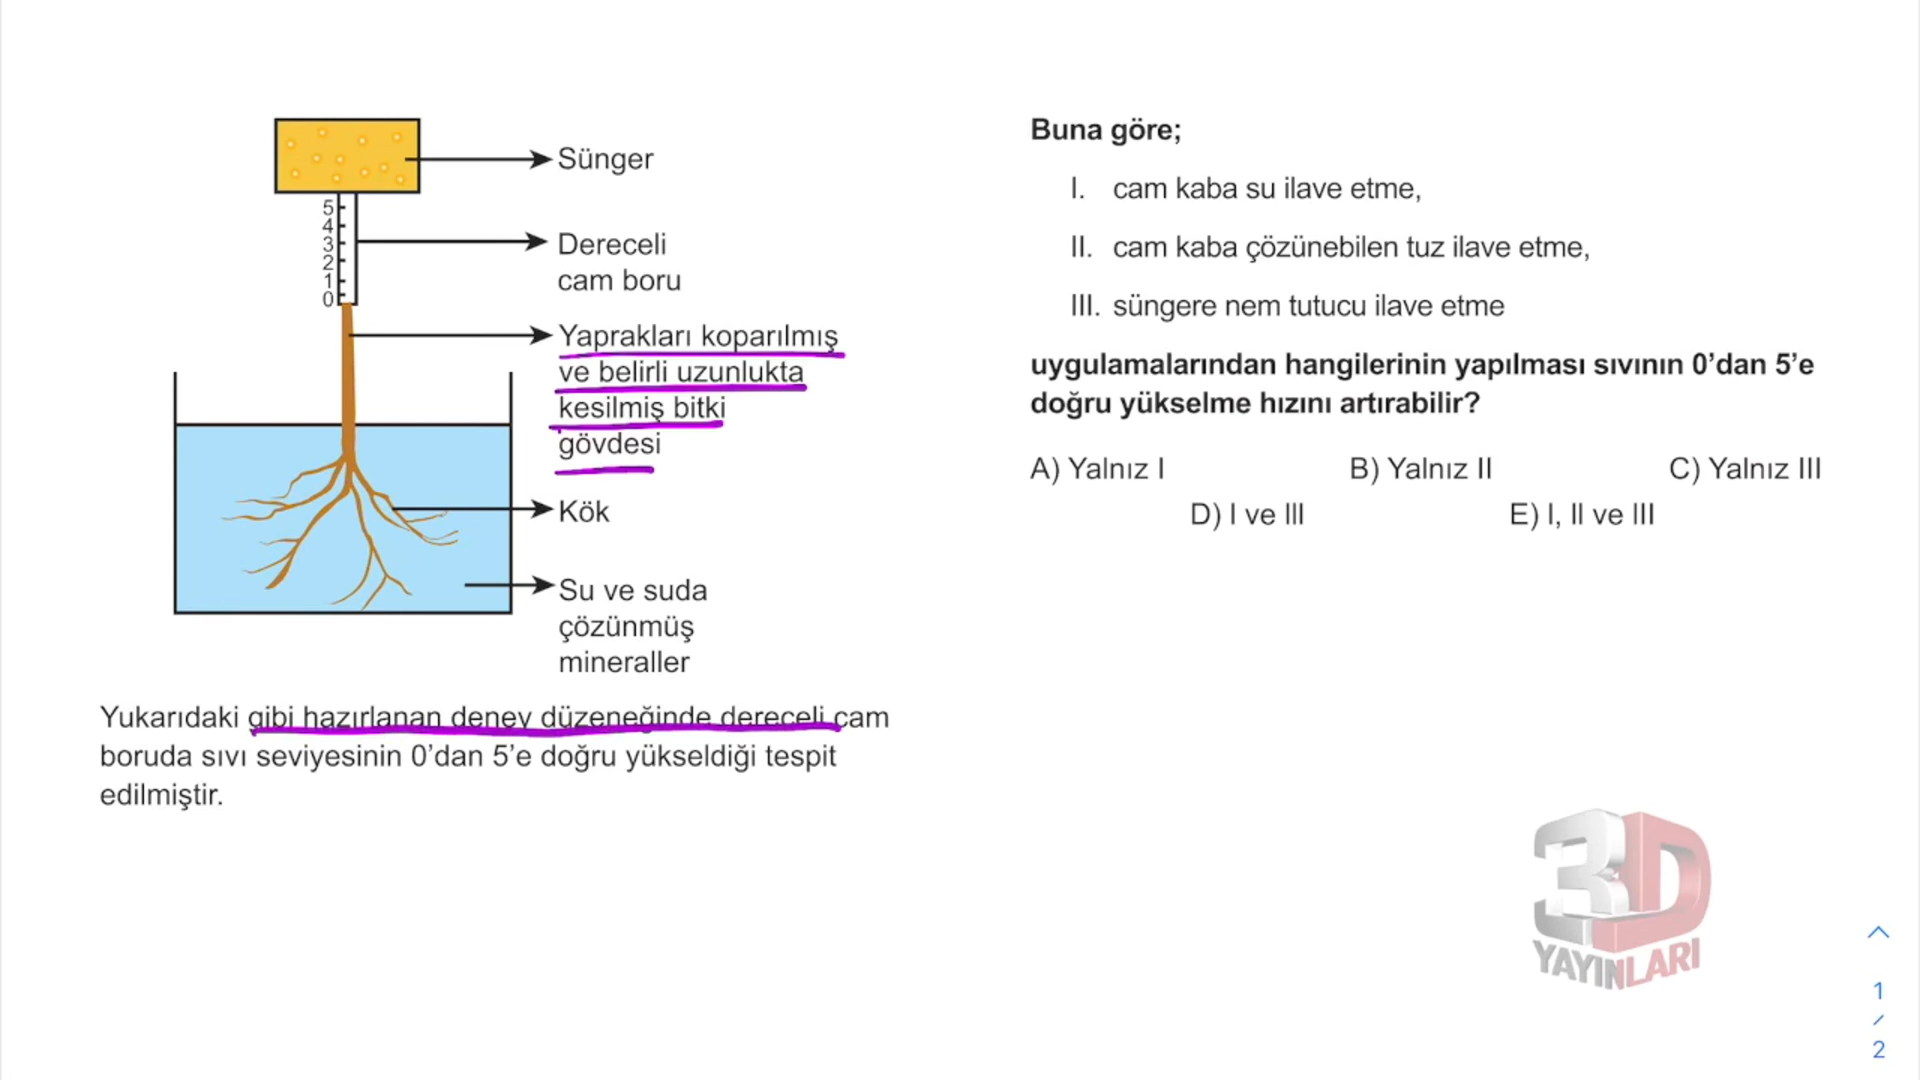 Sünger
5
4
3
2
1
0
Dereceli
cam boru
Yaprakları koparılmış
ve belirli uzunlukta
kesilmiş bitki
gövdesi
Kök
Su ve suda
çözünmüş
mineraller
Yukarıdaki gibi hazırlanan deney düzeneğinde dereceli cam
boruda sıvı seviyesinin 0’dan 5’e doğru yükseldiği tespit
edilmiştir.
Buna göre;
I. cam kaba su ilave etme,
II. cam kaba çözünebilen tuz ilave etme,
III. süngere nem tutucu ilave etme
uygulamalarından hangilerinin yapılması sıvının 0’dan 5’e
doğru yükselme hızını artırabilir?
A) Yalnız I B) Yalnız II C) Yalnız III
D) I ve III E) I, II ve III
3D
YAYINLARI
1
/
2